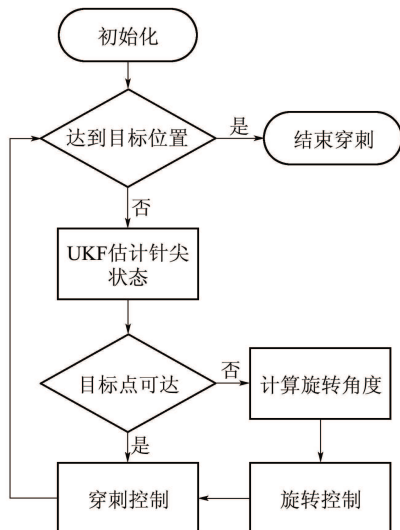 初始化
达到目标位置
是
结束穿刺
否
UKF估计针尖
状态
目标点可达
否
计算旋转角度
是
穿刺控制
旋转控制